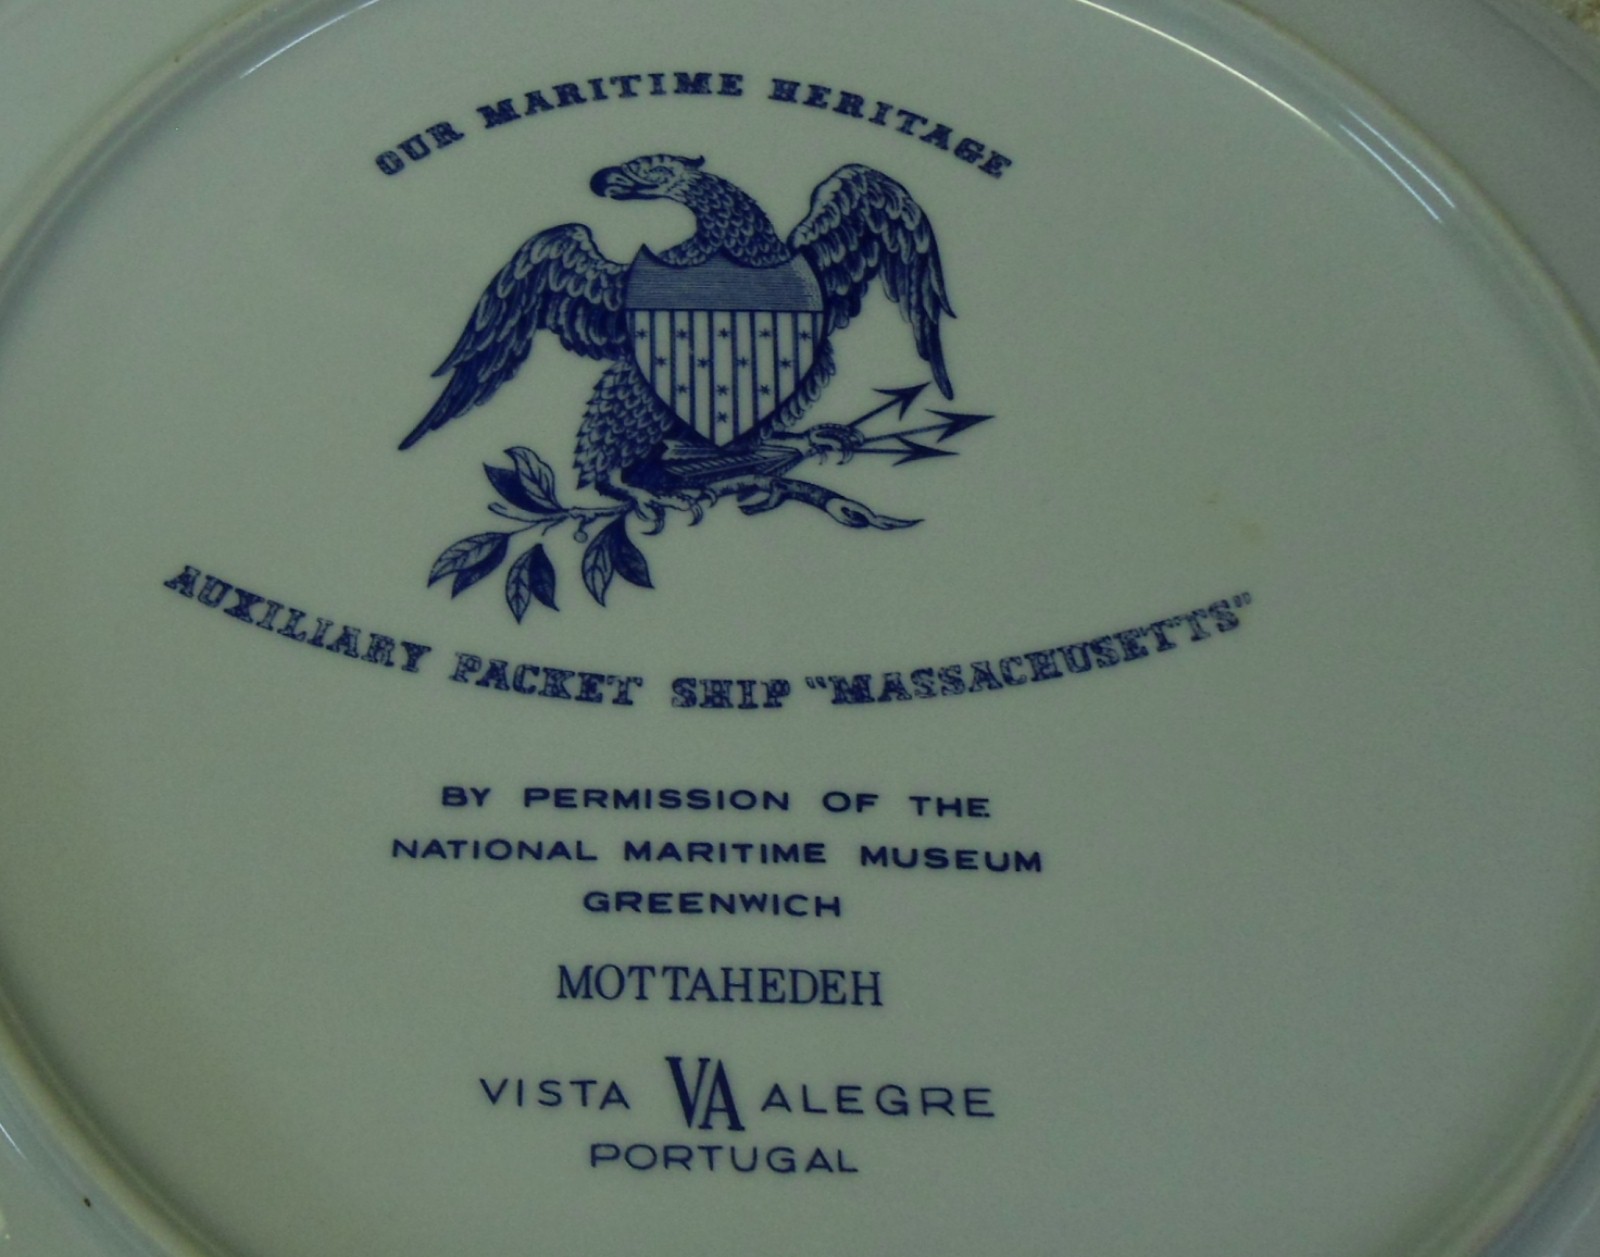 OUR MARITIME HERITAGE
AUXILIARY PACKET SHIP "MASSACHUSETTS"
BY PERMISSION OF THE
NATIONAL MARITIME MUSEUM
GREENWICH
MOTTAHEDEH
VISTA VA ALEGRE
PORTUGAL